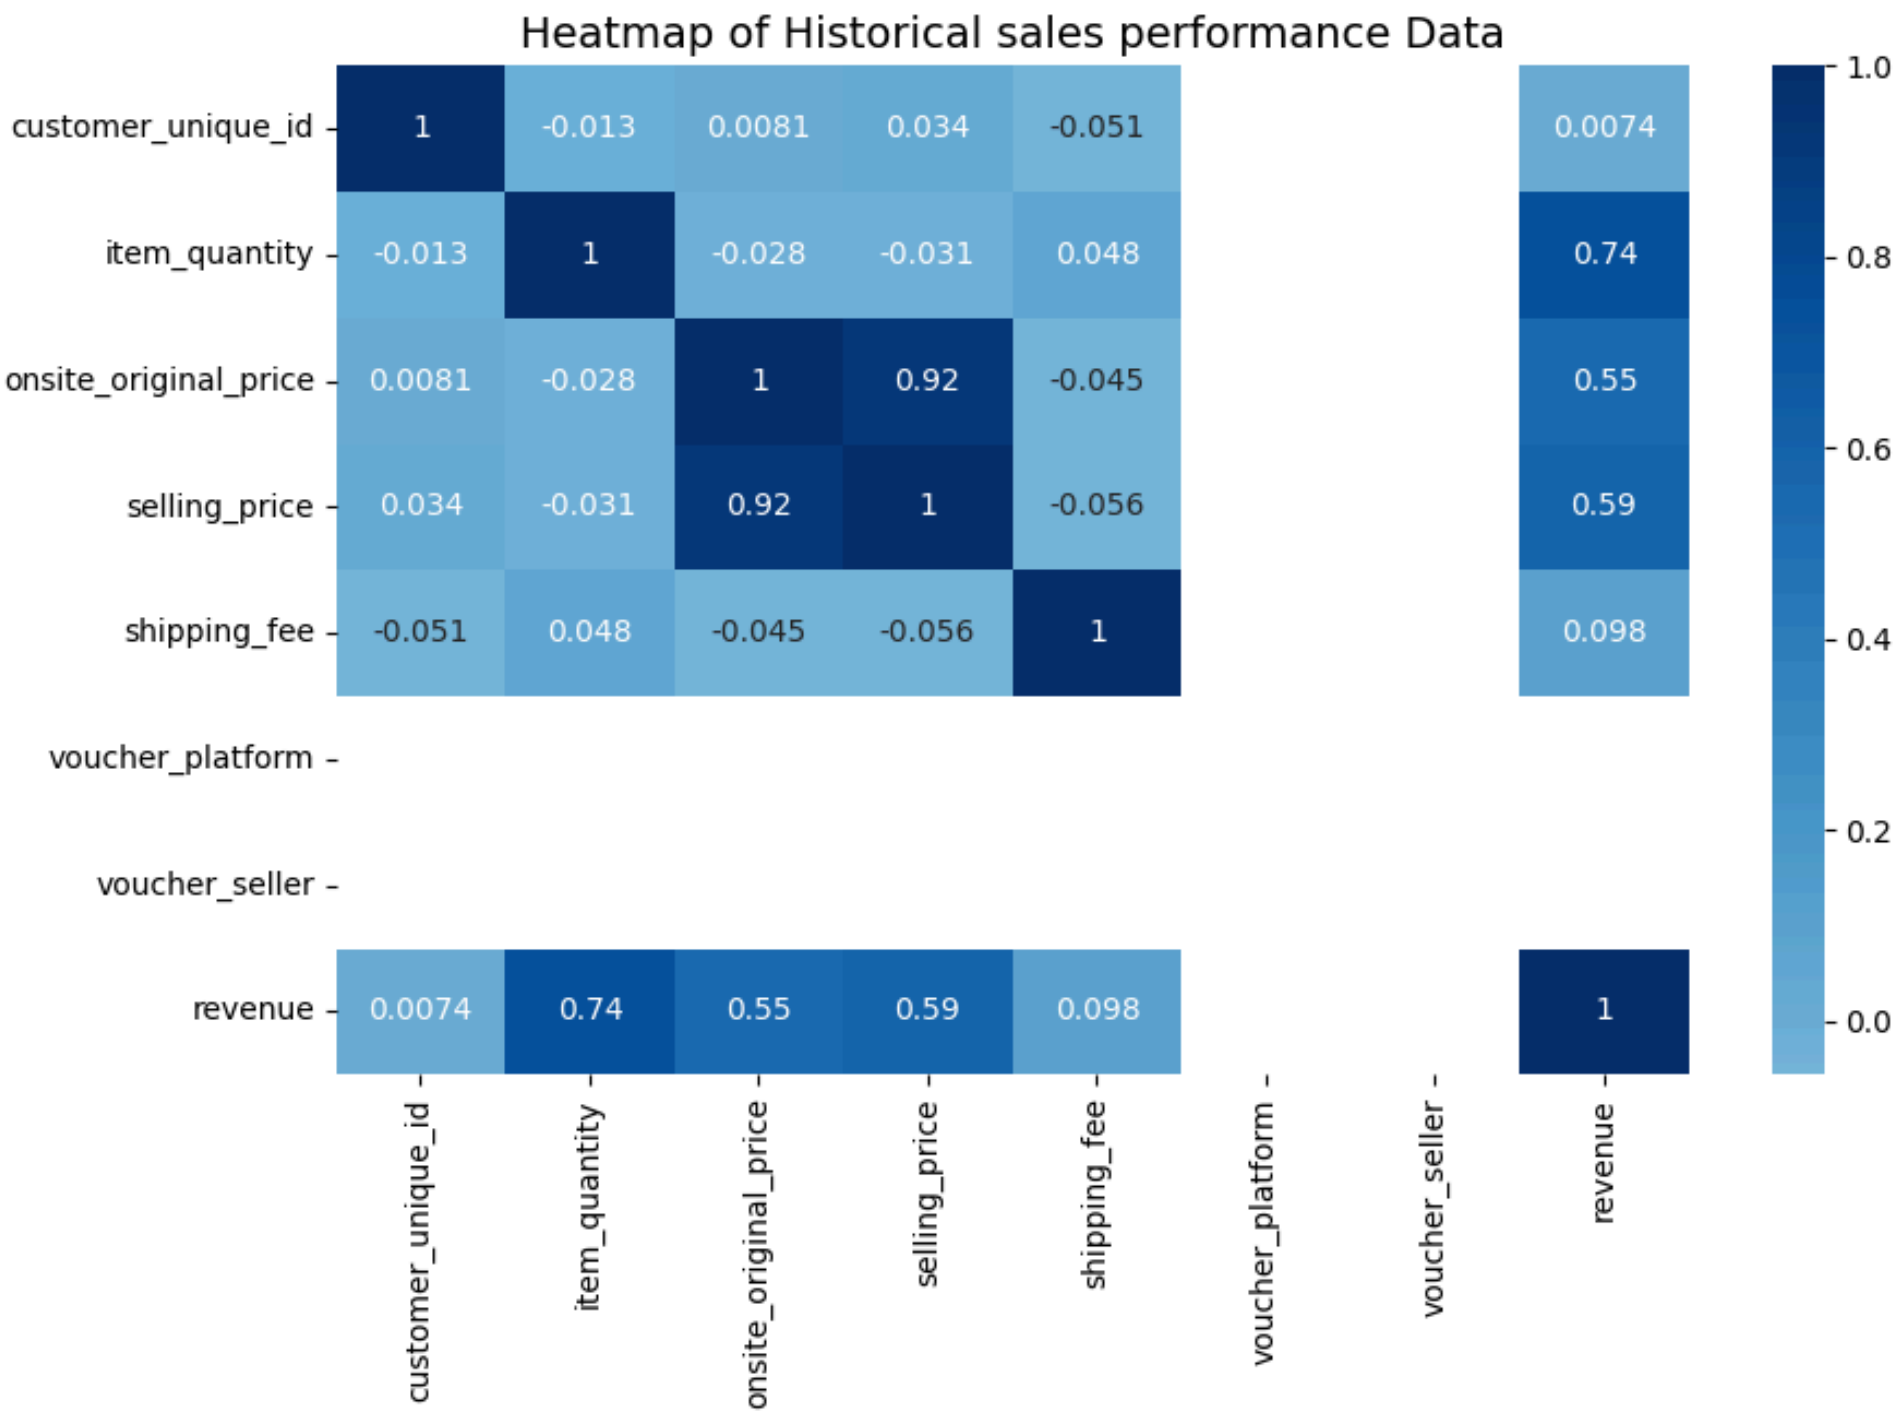 Heatmap of Historical sales performance Data
customer_unique_id 1 -0.013 0.0081 0.034 -0.051 0.0074
item_quantity -0.013 1 -0.028 -0.031 0.048 0.74
onsite_original_price 0.0081 -0.028 1 0.92 -0.045 0.55
selling_price 0.034 -0.031 0.92 1 -0.056 0.59
shipping_fee -0.051 0.048 -0.045 -0.056 1 0.098
voucher_platform
voucher_seller
revenue 0.0074 0.74 0.55 0.59 0.098 1
customer_unique_id
item_quantity
onsite_original_price
selling_price
shipping_fee
voucher_platform
voucher_seller
revenue
1.0
0.8
0.6
0.4
0.2
0.0